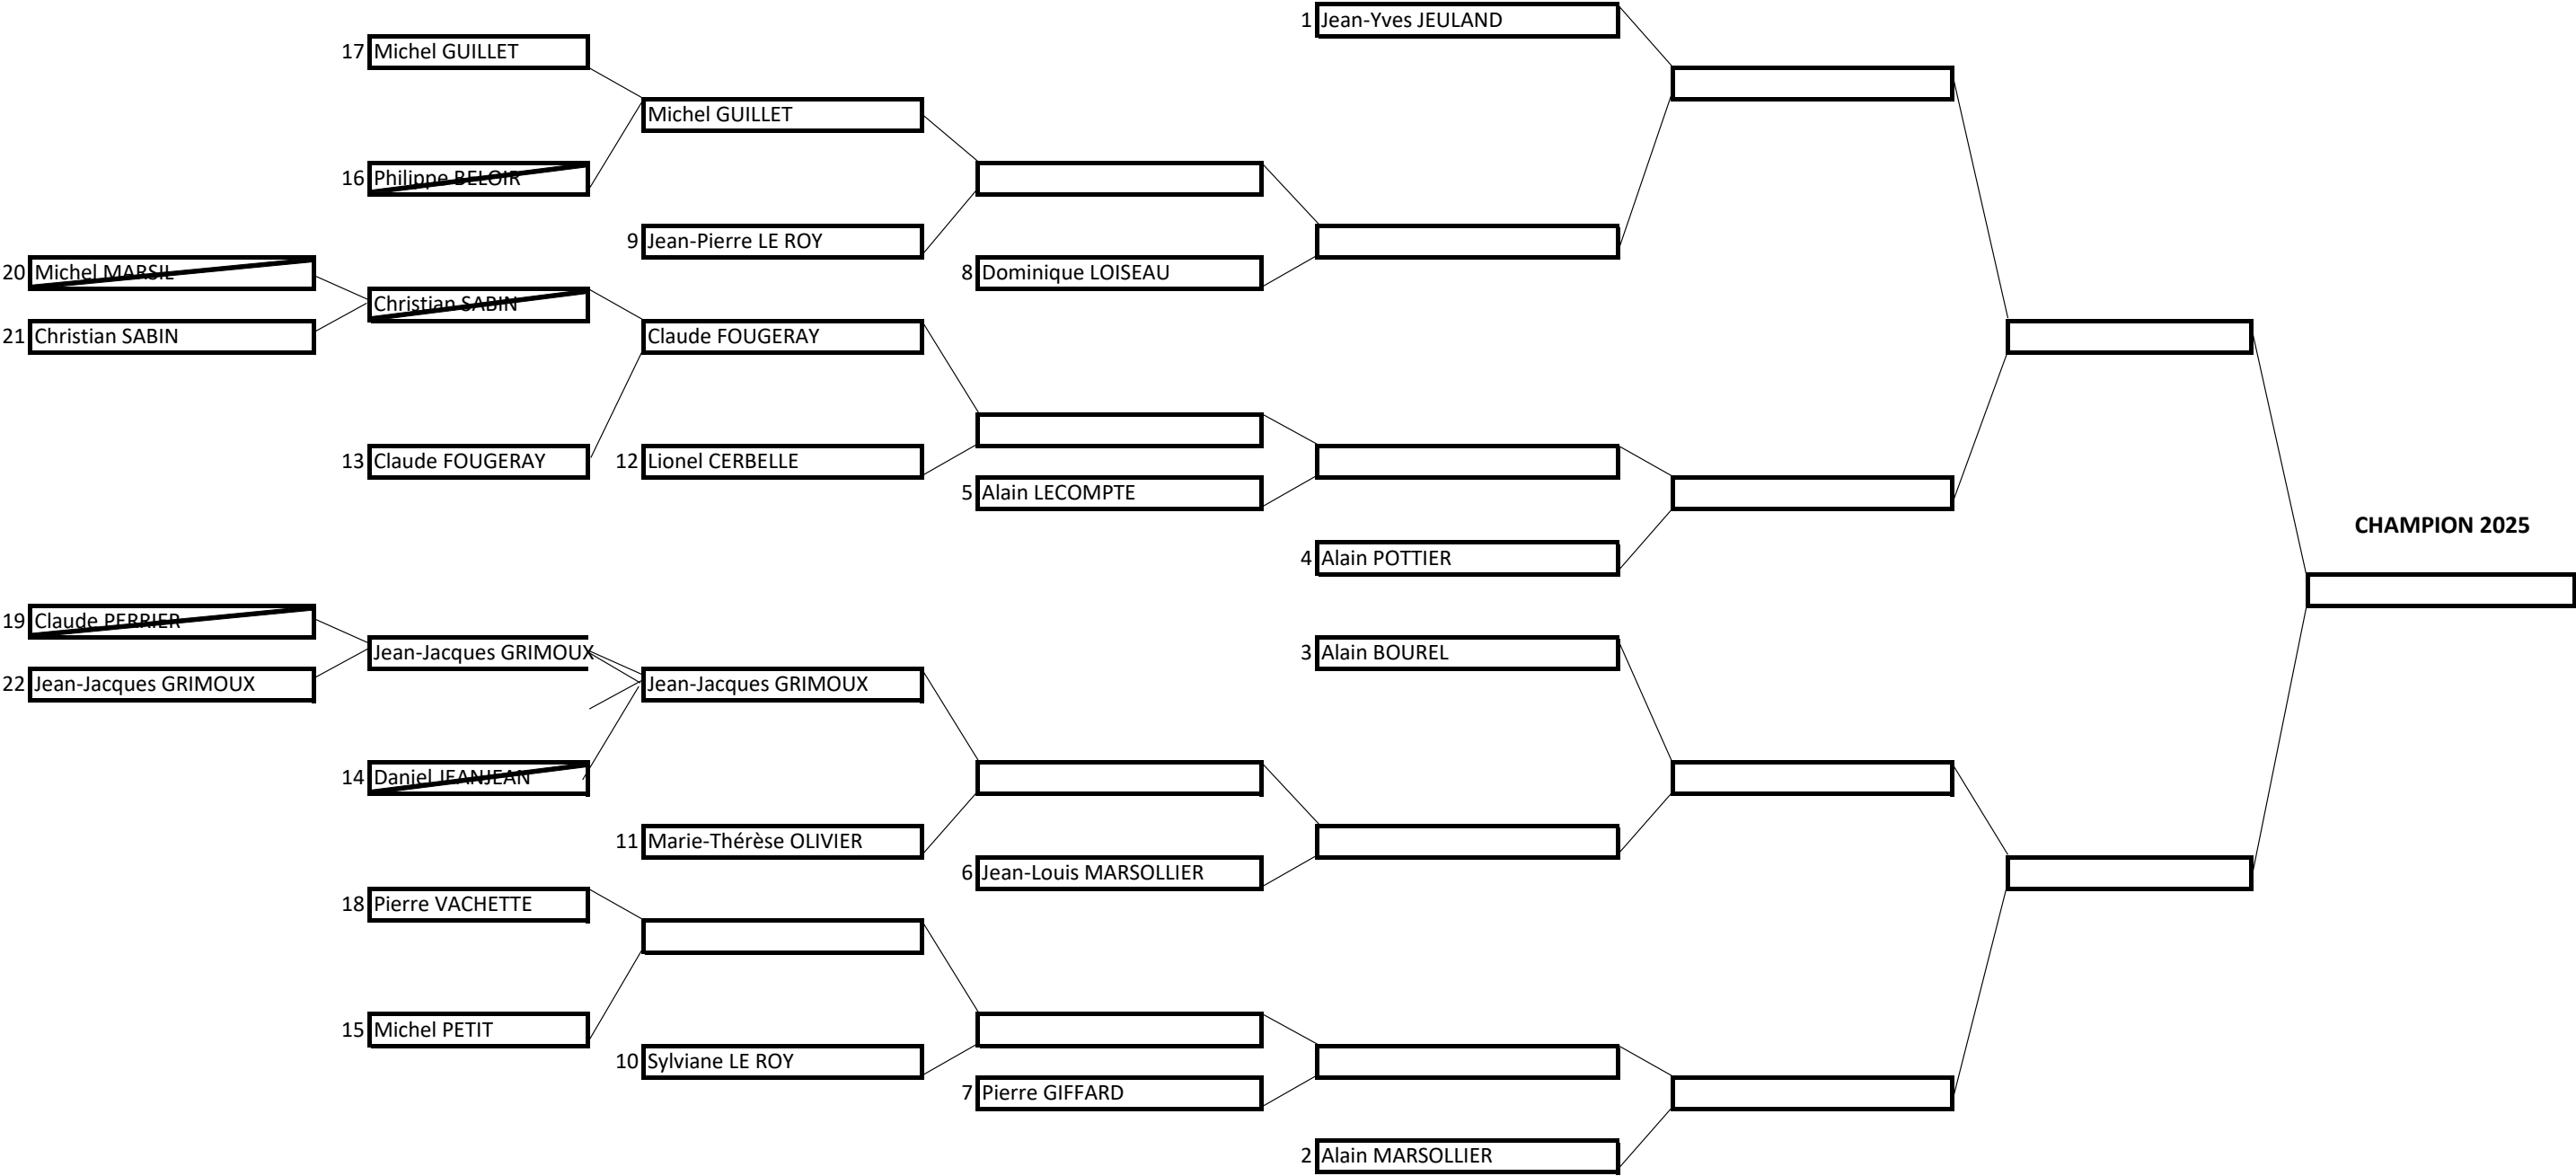 1 Jean-Yves JEULAND
17 Michel GUILLET
Michel GUILLET
16 Philippe BELOIR
9 Jean-Pierre LE ROY
20 Michel MARSIL
8 Dominique LOISEAU
Christian SABIN
21 Christian SABIN
Claude FOUGERAY
13 Claude FOUGERAY
12 Lionel CERBELLE
5 Alain LECOMPTE
CHAMPION 2025
4 Alain POTTIER
19 Claude PERRIER
Jean-Jacques GRIMOUX
3 Alain BOUREL
22 Jean-Jacques GRIMOUX
Jean-Jacques GRIMOUX
14 Daniel JEANJEAN
11 Marie-Thérèse OLIVIER
6 Jean-Louis MARSOLLIER
18 Pierre VACHETTE
15 Michel PETIT
10 Sylviane LE ROY
7 Pierre GIFFARD
2 Alain MARSOLLIER